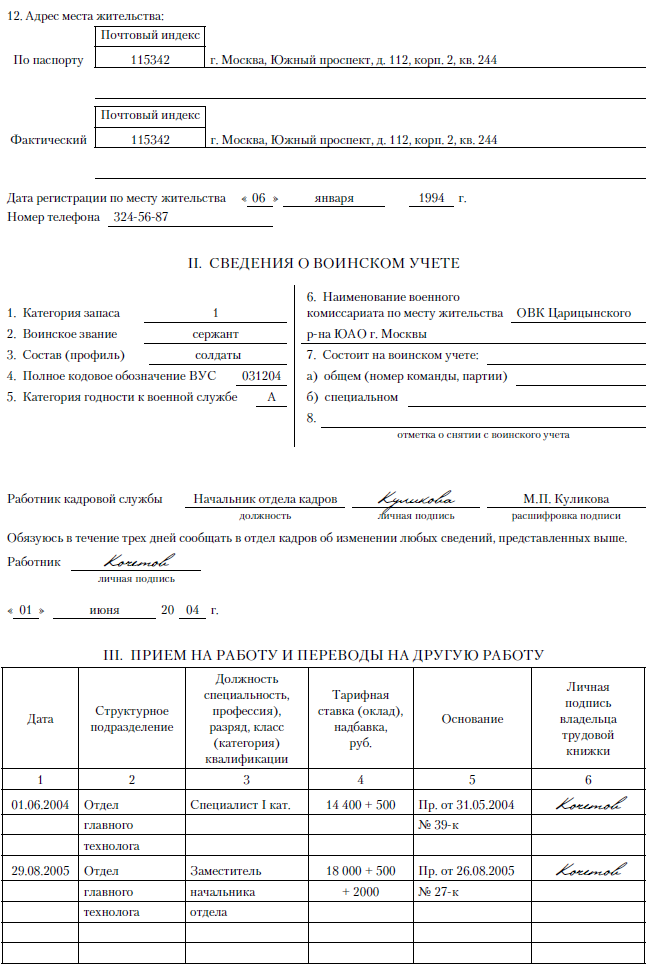 12. Адрес места жительства:
Почтовый индекс
По паспорту 115342 г. Москва, Южный проспект, д. 112, корп. 2, кв. 244
Почтовый индекс
Фактический 115342 г. Москва, Южный проспект, д. 112, корп. 2, кв. 244
Дата регистрации по месту жительства « 06 » января 1994 г.
Номер телефона 324-56-87
II. СВЕДЕНИЯ О ВОИНСКОМ УЧЕТЕ
1. Категория запаса 1
2. Воинское звание сержант
3. Состав (профиль) солдаты
4. Полное кодовое обозначение ВУС 031204
5. Категория годности к военной службе А
6. Наименование военного
комиссариата по месту жительства ОВК Царицынского
р-на ЮАО г. Москвы
7. Состоит на воинском учете:
а) общем (номер команды, партии)
б) специальном
8.
отметка о снятии с воинского учета
Работник кадровой службы Начальник отдела кадров Куликова М.П. Куликова
должность личная подпись расшифровка подписи
Обязуюсь в течение трех дней сообщать в отдел кадров об изменении любых сведений, представленных выше.
Работник Кочетов
личная подпись
« 01 » июня 20 04 г.
III. ПРИЕМ НА РАБОТУ И ПЕРЕВОДЫ НА ДРУГУЮ РАБОТУ
Дата
Структурное
подразделение
Должность
специальность,
профессия),
разряд, класс
(категория)
квалификации
Тарифная
ставка (оклад),
надбавка,
руб.
Основание
Личная
подпись
владельца
трудовой
книжки
1 2 3 4 5 6
01.06.2004 Отдел Специалист I кат. 14 400 + 500 Пр. от 31.05.2004 Кочетов
главного № 39-к
технолога
29.08.2005 Отдел Заместитель 18 000 + 500 Пр. от 26.08.2005 Кочетов
главного начальника + 2000 № 27-к
технолога отдела